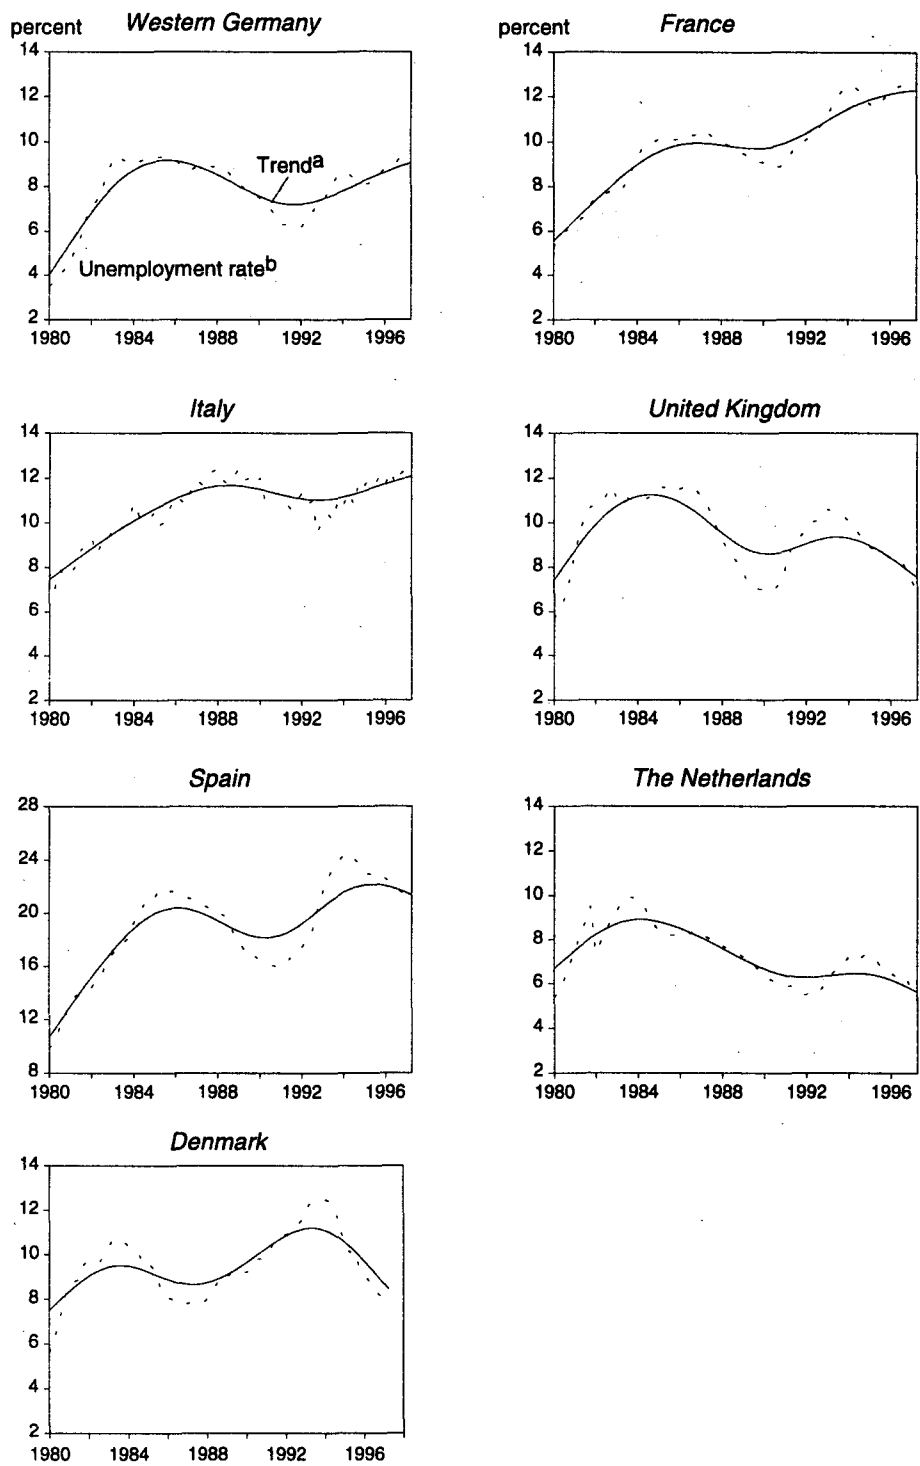 percent
Western Germany
14
12
10
8
6
4
2
Trendᵃ
Unemployment rateᵇ
1980 1984 1988 1992 1996
percent
France
14
12
10
8
6
4
2
1980 1984 1988 1992 1996
Italy
14
12
10
8
6
4
2
1980 1984 1988 1992 1996
United Kingdom
14
12
10
8
6
4
2
1980 1984 1988 1992 1996
Spain
28
24
20
16
12
8
1980 1984 1988 1992 1996
The Netherlands
14
12
10
8
6
4
2
1980 1984 1988 1992 1996
Denmark
14
12
10
8
6
4
2
1980 1984 1988 1992 1996